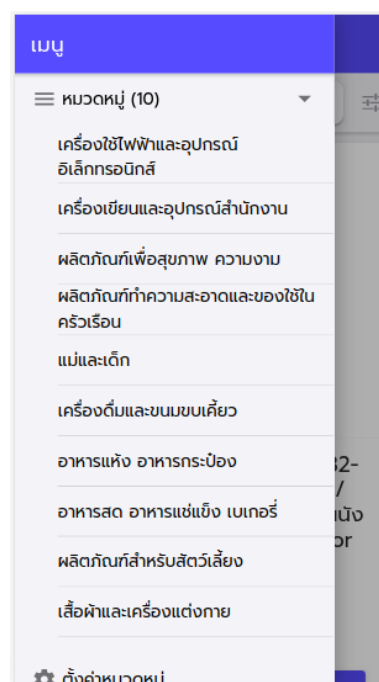 เมนู
หมวดหมู่ (10)
เครื่องใช้ไฟฟ้าและอุปกรณ์
อิเล็กทรอนิกส์
เครื่องเขียนและอุปกรณ์สำนักงาน
ผลิตภัณฑ์เพื่อสุขภาพ ความงาม
ผลิตภัณฑ์ทำความสะอาดและของใช้ใน
ครัวเรือน
แม่และเด็ก
เครื่องดื่มและขนมขบเคี้ยว
อาหารแห้ง อาหารกระป๋อง
อาหารสด อาหารแช่แข็ง เบเกอรี่
ผลิตภัณฑ์สำหรับสัตว์เลี้ยง
เสื้อผ้าและเครื่องแต่งกาย
ตั้งค่าหมวดหมู่